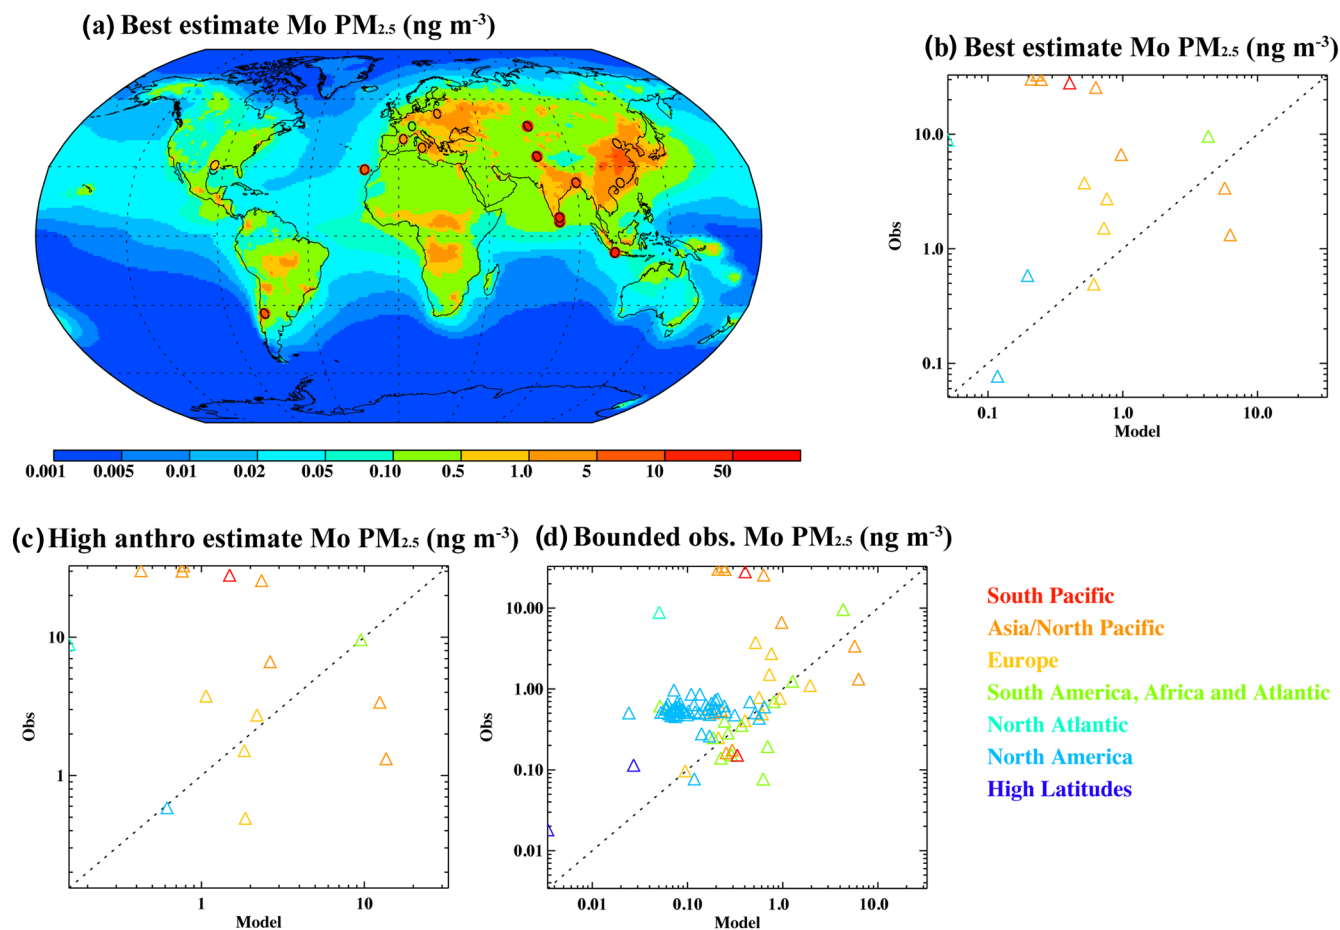 (a) Best estimate Mo PM2.5 (ng m-3)
0.001 0.005 0.01 0.02 0.05 0.10 0.5 1.0 5 10 50
(b) Best estimate Mo PM2.5 (ng m-3)
Obs
10.0
1.0
0.1
0.1 1.0 10.0
Model
(c) High anthro estimate Mo PM2.5 (ng m-3)
Obs
10
1
1 10
Model
(d) Bounded obs. Mo PM2.5 (ng m-3)
Obs
10.00
1.00
0.10
0.01
0.01 0.10 1.0 10.0
Model
South Pacific
Asia/North Pacific
Europe
South America, Africa and Atlantic
North Atlantic
North America
High Latitudes